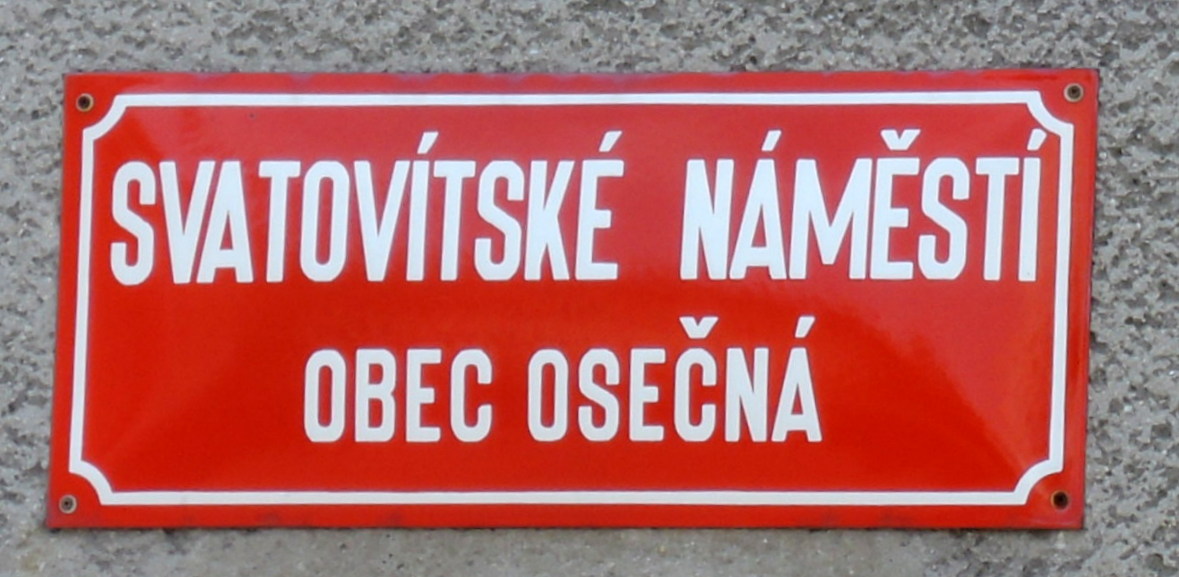 SVATOVÍTSKÉ NÁMĚSTÍ
OBEC OSEČNÁ